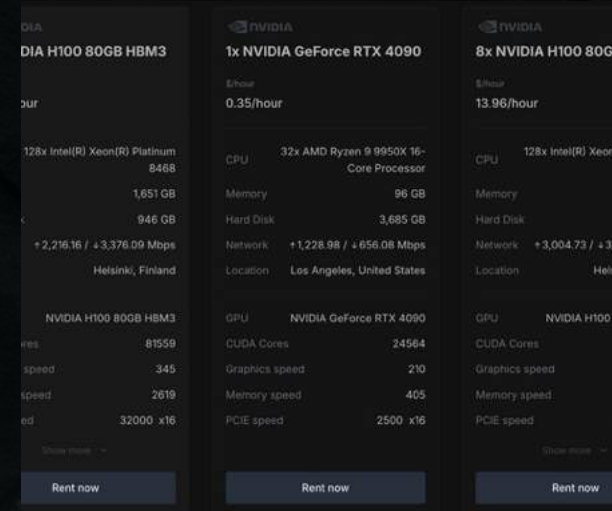 DIA
DIA H100 80GB HBM3
our
128x Intel(R) Xeon(R) Platinum
8468
1,651 GB
946 GB
↑2,216.16 / ↓3,376.09 Mbps
Helsinki, Finland
NVIDIA H100 80GB HBM3
res 81559
speed 345
speed 2619
ed 32000 x16
Show more
Rent now
NVIDIA
1x NVIDIA GeForce RTX 4090
$/hour
0.35/hour
CPU 32x AMD Ryzen 9 9950X 16-
Core Processor
Memory 96 GB
Hard Disk 3,685 GB
Network ↑1,228.98 / ↓656.08 Mbps
Location Los Angeles, United States
GPU NVIDIA GeForce RTX 4090
CUDA Cores 24564
Graphics speed 210
Memory speed 405
PCIE speed 2500 x16
Rent now
NVIDIA
8x NVIDIA H100 80G
$/hour
13.96/hour
CPU 128x Intel(R) Xeon
Memory
Hard Disk
Network ↑3,004.73 / ↓3
Location Hels
GPU NVIDIA H100
CUDA Cores
Graphics speed
Memory speed
PCIE speed
Show more
Rent now